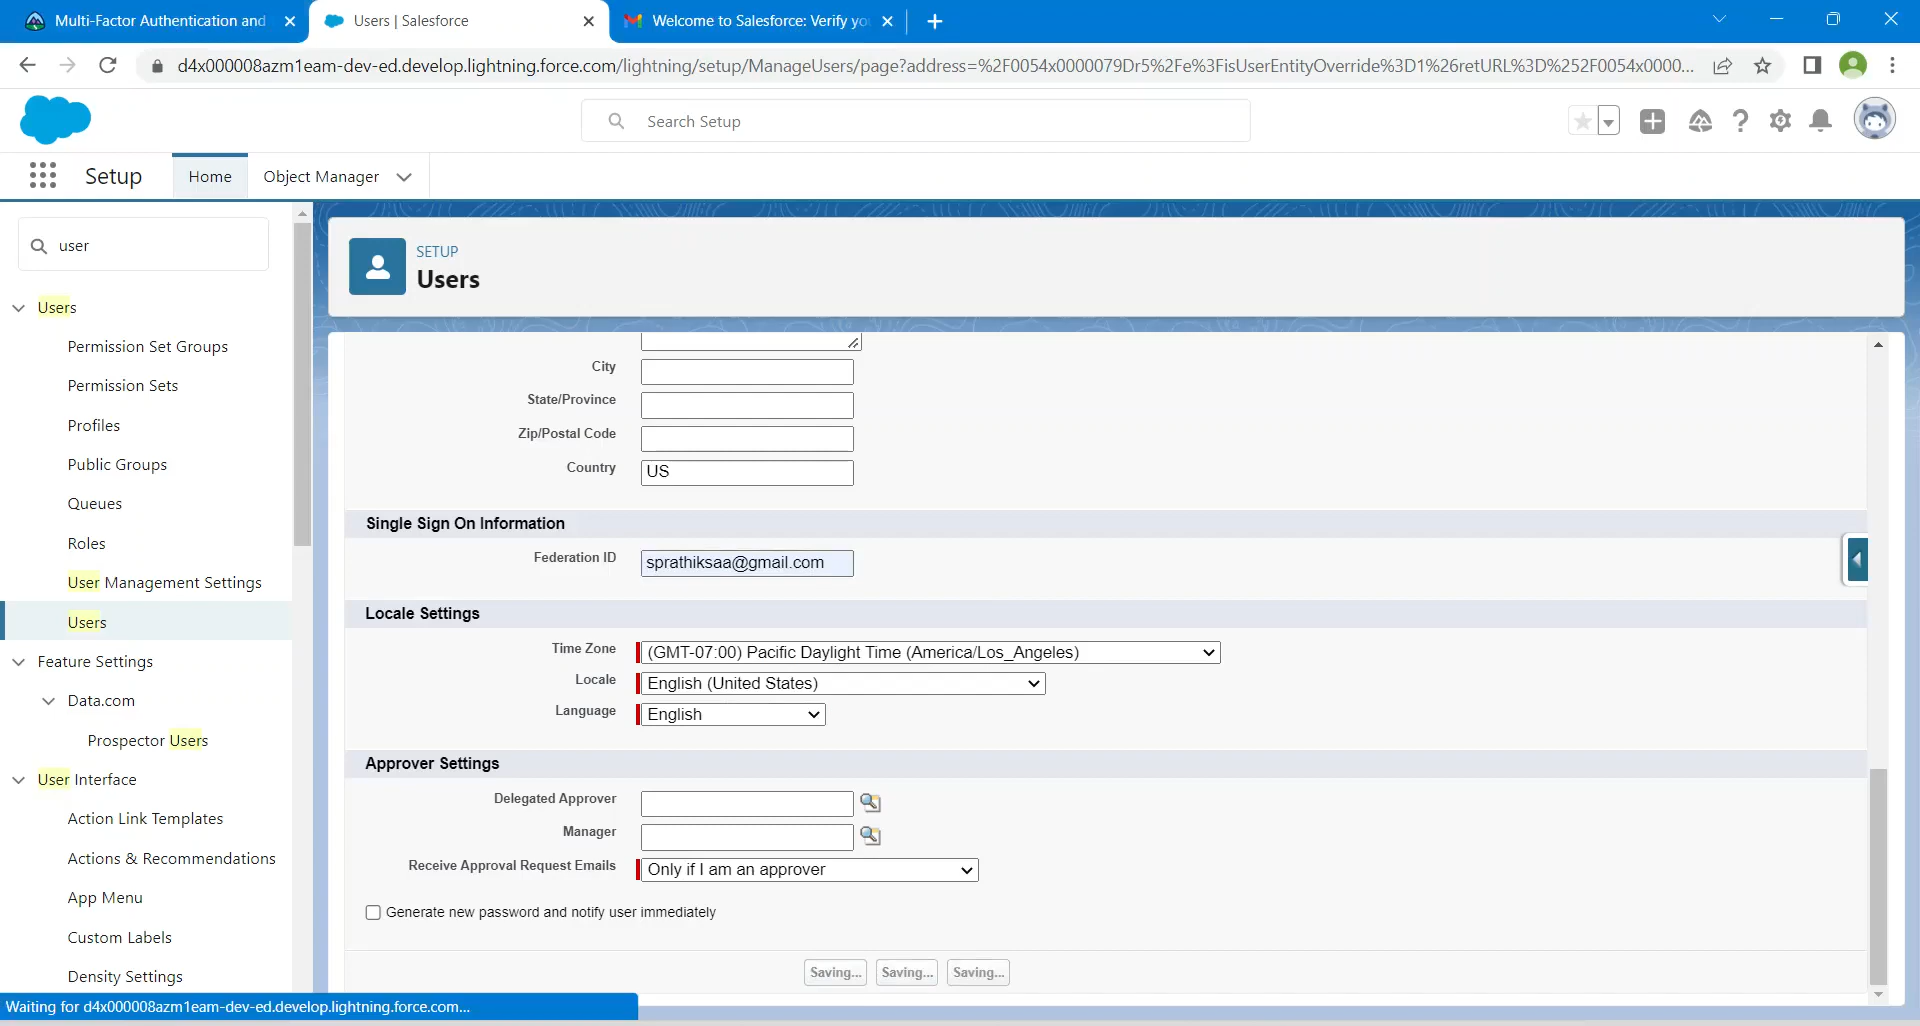 Multi-Factor Authentication and
Users | Salesforce
Welcome to Salesforce: Verify yo
d4x000008azm1eam-dev-ed.develop.lightning.force.com/lightning/setup/ManageUsers/page?address=%2F0054x0000079Dr5%2Fe%3FisUserEntityOverride%3D1%26retURL%3D%252F0054x0000...
Search Setup
Setup
Home
Object Manager
user
Users
Permission Set Groups
Permission Sets
Profiles
Public Groups
Queues
Roles
User Management Settings
Users
Feature Settings
Data.com
Prospector Users
User Interface
Action Link Templates
Actions & Recommendations
App Menu
Custom Labels
Density Settings
SETUP
Users
City
State/Province
Zip/Postal Code
Country US
Single Sign On Information
Federation ID sprathiksaa@gmail.com
Locale Settings
Time Zone (GMT-07:00) Pacific Daylight Time (America/Los_Angeles)
Locale English (United States)
Language English
Approver Settings
Delegated Approver
Manager
Receive Approval Request Emails Only if I am an approver
Generate new password and notify user immediately
Saving... Saving... Saving...
Waiting for d4x000008azm1eam-dev-ed.develop.lightning.force.com...